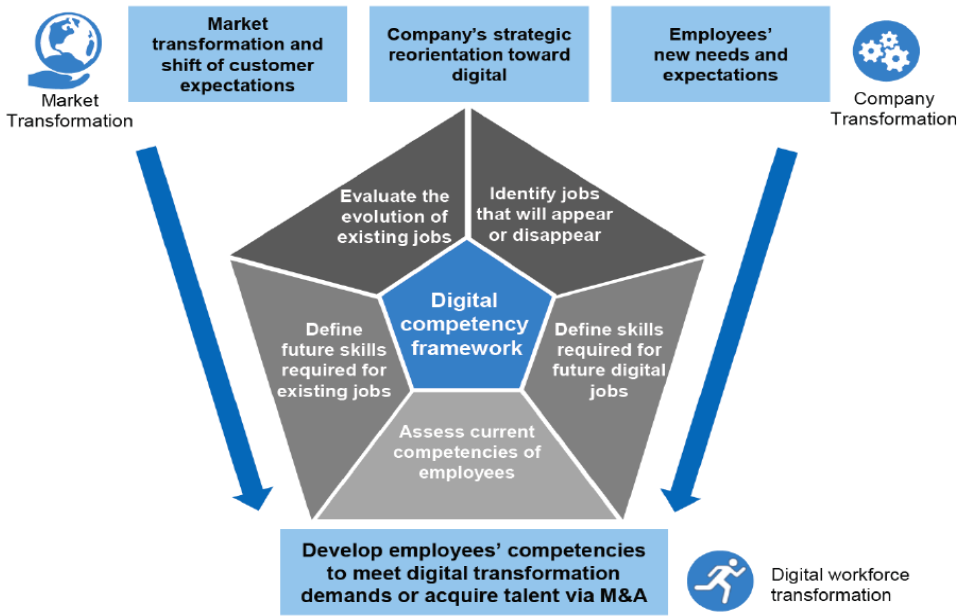 Market
transformation and
shift of customer
expectations
Company’s strategic
reorientation toward
digital
Employees’
new needs and
expectations
Market
Transformation
Company
Transformation
Evaluate the
evolution of
existing jobs
Identify jobs
that will appear
or disappear
Digital
competency
framework
Define
future skills
required for
existing jobs
Define skills
required for
future digital
jobs
Assess current
competencies of
employees
Develop employees’ competencies
to meet digital transformation
demands or acquire talent via M&A
Digital workforce
transformation